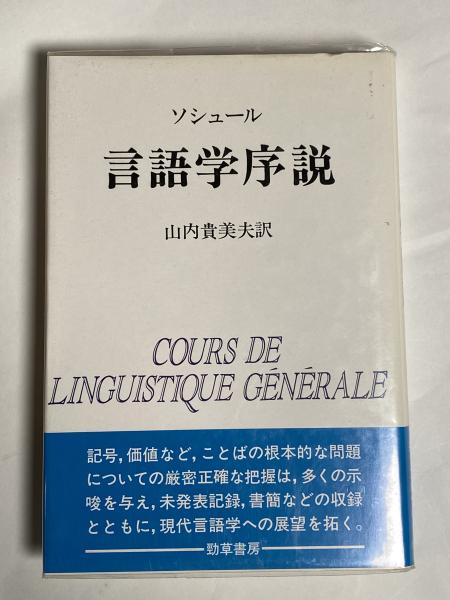 ソシュール
言語学序説
山内貴美夫訳
COURS DE
LINGUISTIQUE GÉNÉRALE
記号,価値など,ことばの根本的な問題
についての厳密正確な把握は,多くの示
唆を与え,未発表記録,書簡などの収録
とともに,現代言語学への展望を拓く。
勁草書房